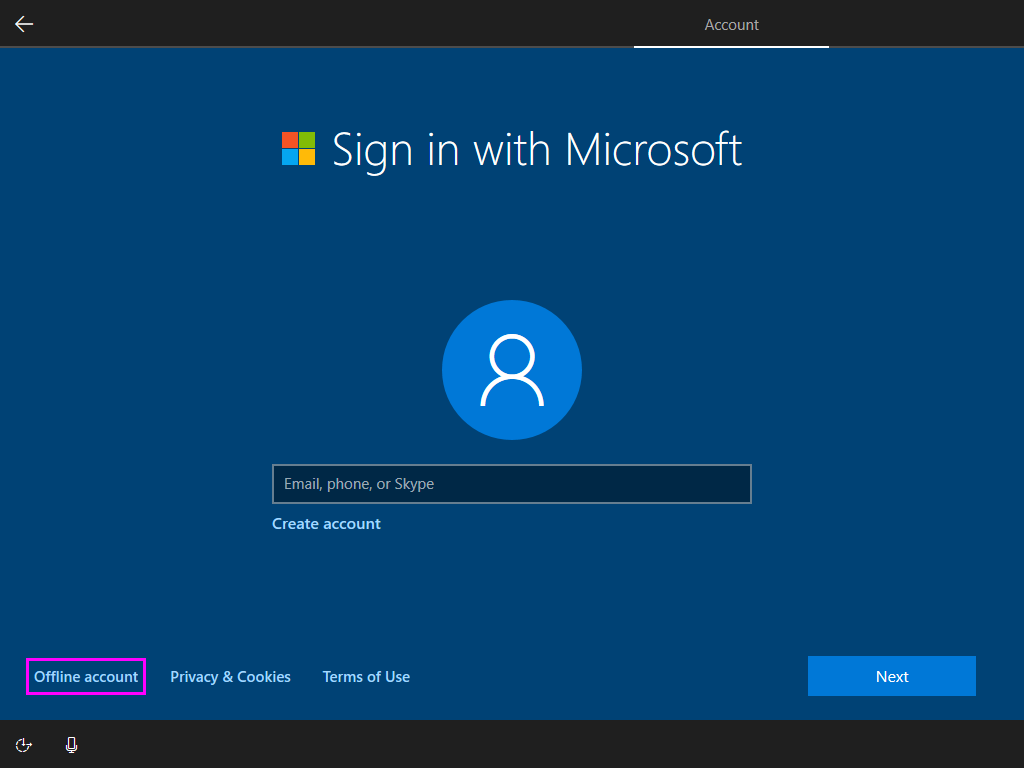 Account
Sign in with Microsoft
Email, phone, or Skype
Create account
Offline account Privacy & Cookies Terms of Use Next